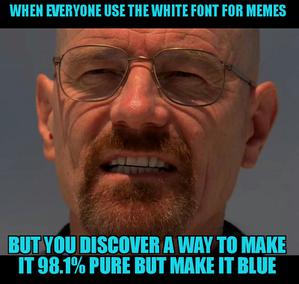 WHEN EVERYONE USE THE WHITE FONT FOR MEMES
BUT YOU DISCOVER A WAY TO MAKE
IT 98.1% PURE BUT MAKE IT BLUE